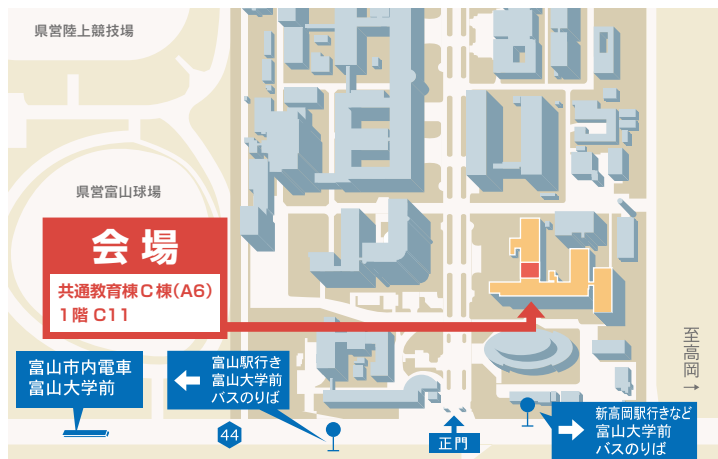 県営陸上競技場
県営富山球場
会場
共通教育棟C棟(A6)
1階 C11
至高岡→
富山市内電車
富山大学前
富山駅行き
富山大学前
バスのりば
44
正門
新高岡駅行きなど
富山大学前
バスのりば